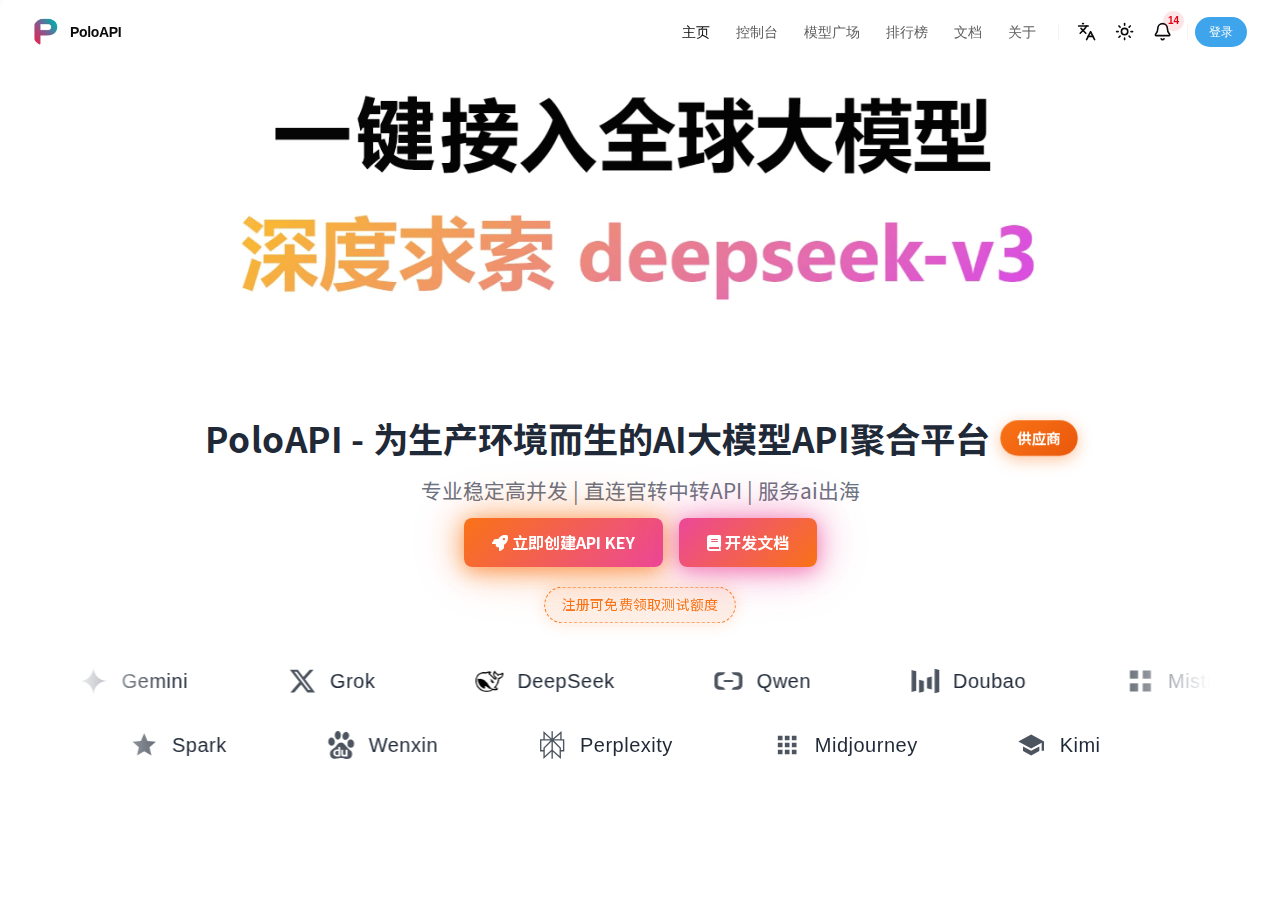 PoloAPI
主页 控制台 模型广场 排行榜 文档 关于 14 登录
一键接入全球大模型
深度求索 deepseek-v3
PoloAPI - 为生产环境而生的AI大模型API聚合平台 供应商
专业稳定高并发 | 直连官转中转API | 服务ai出海
立即创建API KEY 开发文档
注册可免费领取测试额度
Gemini Grok DeepSeek Qwen Doubao Mist
Spark du Wenxin Perplexity Midjourney Kimi